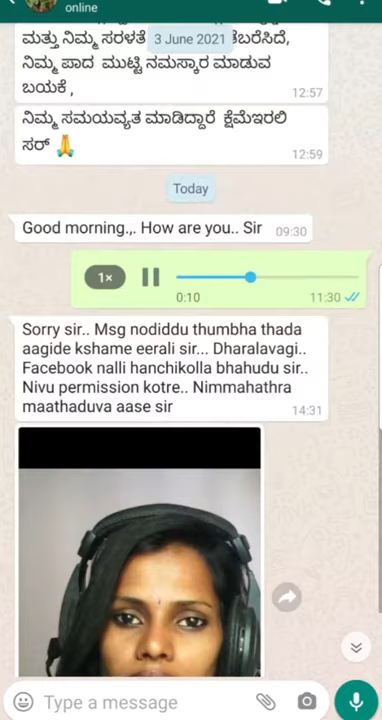 online
ಮತ್ತು ನಿಮ್ಮ ಸರಳತೆ
3 June 2021
ನಿಮ್ಮ ಪಾದ ಮುಟ್ಟಿ ನಮಸ್ಕಾರ ಮಾಡುವ
ಬಯಕೆ ,
12:57
ನಿಮ್ಮ ಸಮಯವ್ಯತ ಮಾಡಿದ್ದಾರೆ ಕ್ಷೆಮೆಇರಲಿ
ಸರ್ 🙏
12:59
Today
Good morning.,. How are you.. Sir
09:30
1×
0:10
11:30
Sorry sir.. Msg nodiddu thumbha thada
aagide kshame eerali sir... Dharalavagi..
Facebook nalli hanchikolla bhahudu sir..
Nivu permission kotre.. Nimmahathra
maathaduva aase sir
14:31
Type a message